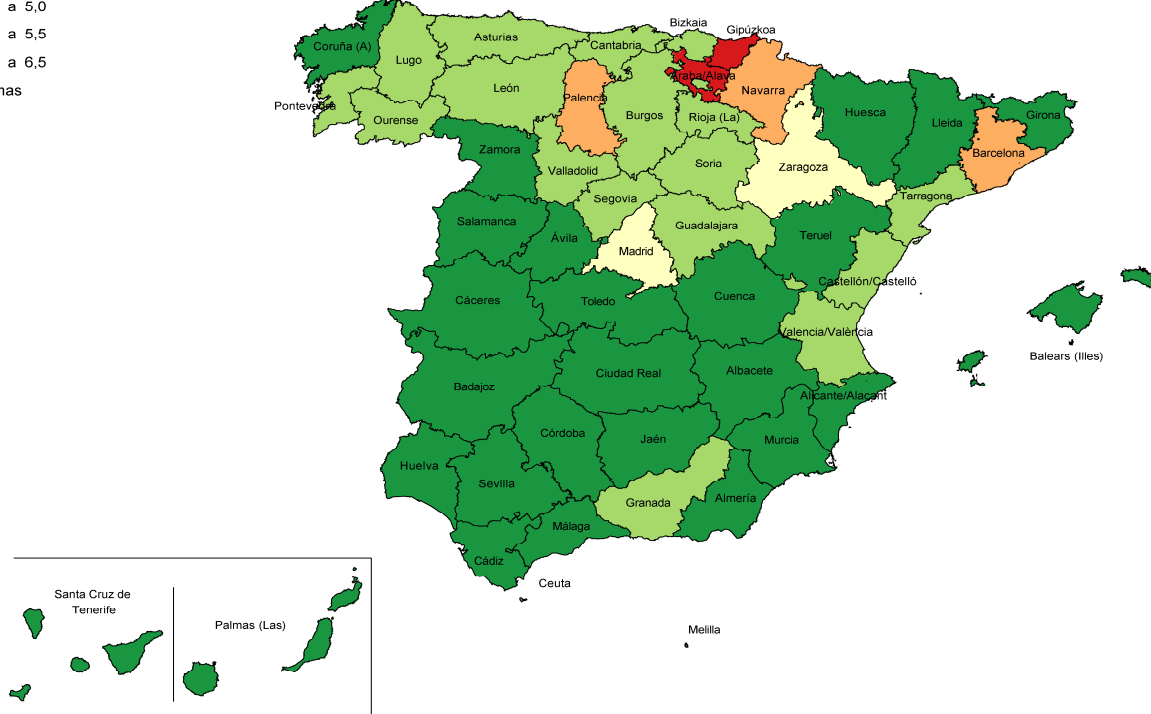 a 5,0
a 5,5
a 6,5
nas
Bizkaia
Gipúzkoa
Asturias
Cantabria
Coruña (A)
Lugo
Araba/Alava
León
Navarra
Palencia
Pontevedra
Huesca
Girona
Burgos
Rioja (La)
Ourense
Lleida
Zamora
Barcelona
Soria
Zaragoza
Valladolid
Segovia
Tarragona
Salamanca
Guadalajara
Ávila
Teruel
Madrid
Castellón/Castelló
Cuenca
Cáceres
Toledo
Valencia/València
Balears (Illes)
Albacete
Ciudad Real
Badajoz
Alicante/Alacant
Córdoba
Jaén
Murcia
Huelva
Sevilla
Almería
Granada
Málaga
Cádiz
Ceuta
Santa Cruz de
Tenerife
Palmas (Las)
Melilla